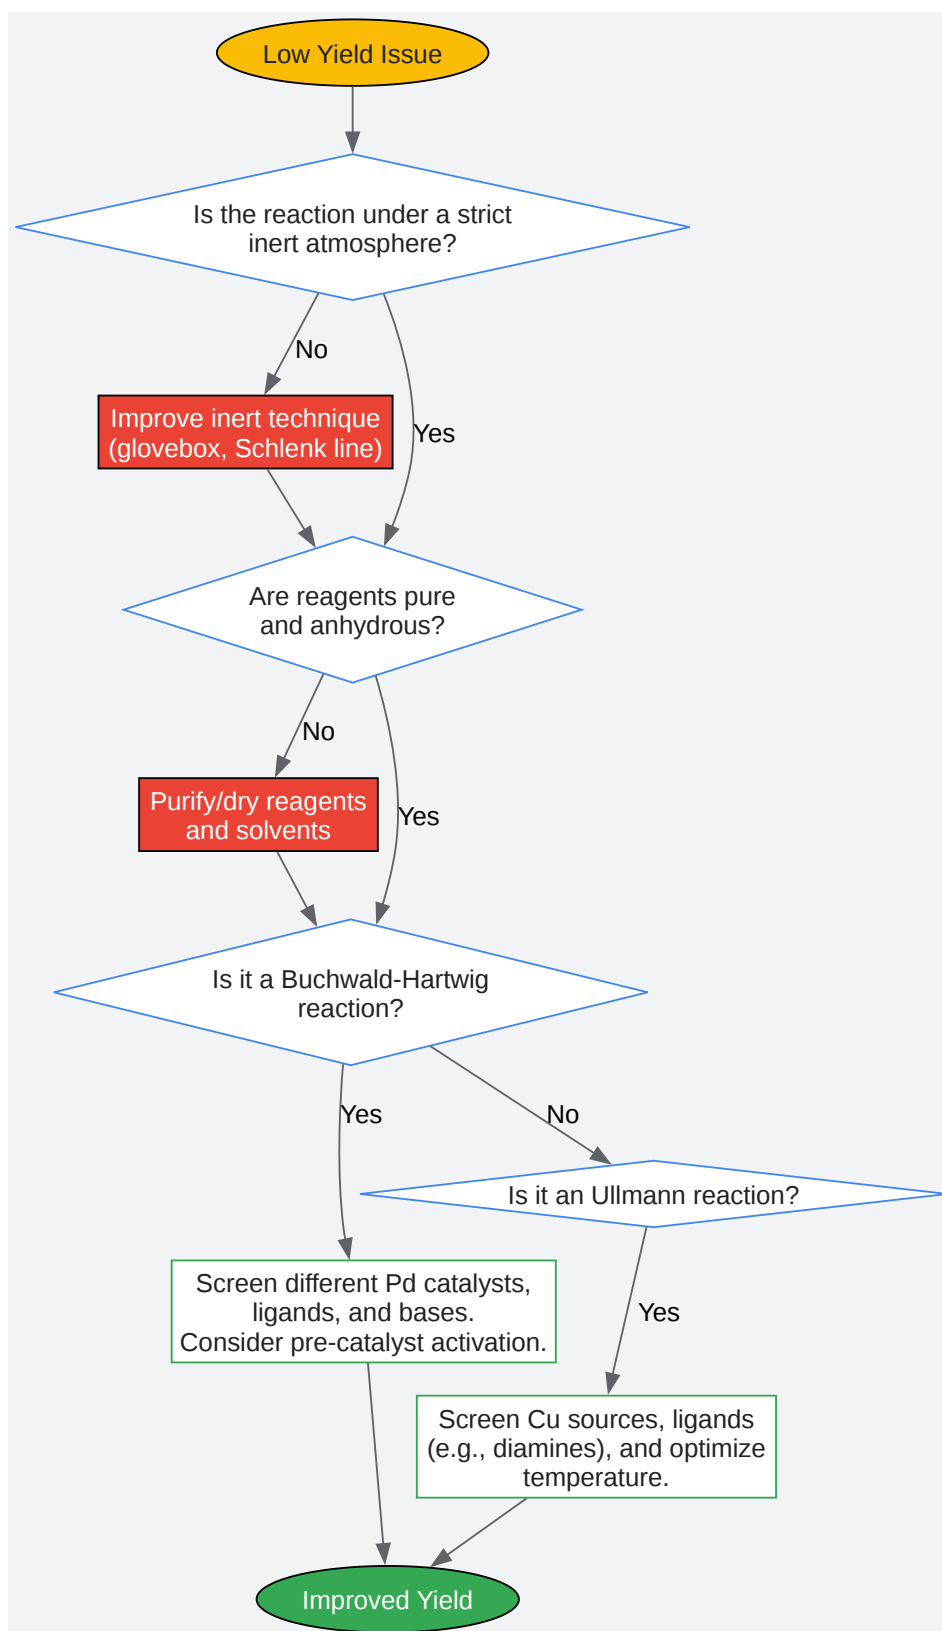 Low Yield Issue
Is the reaction under a strict
inert atmosphere?
No
Improve inert technique
(glovebox, Schlenk line)
Yes
Are reagents pure
and anhydrous?
No
Purify/dry reagents
and solvents
Yes
Is it a Buchwald-Hartwig
reaction?
Yes
No
Is it an Ullmann reaction?
Screen different Pd catalysts,
ligands, and bases.
Consider pre-catalyst activation.
Yes
Screen Cu sources, ligands
(e.g., diamines), and optimize
temperature.
Improved Yield